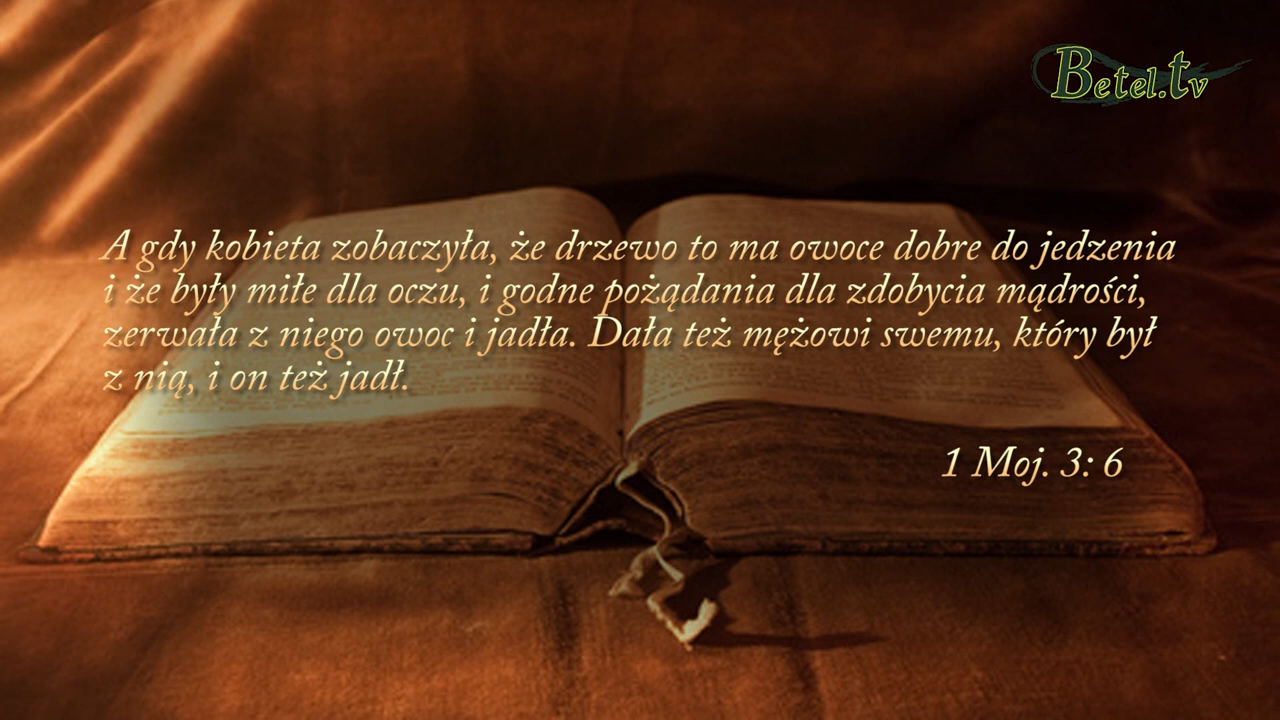 Betel.tv
A gdy kobieta zobaczyła, że drzewo to ma owoce dobre do jedzenia
i że były miłe dla oczu, i godne pożądania dla zdobycia mądrości,
zerwała z niego owoc i jadła. Dała też mężowi swemu, który był
z nią, i on też jadł.
1 Moj. 3: 6